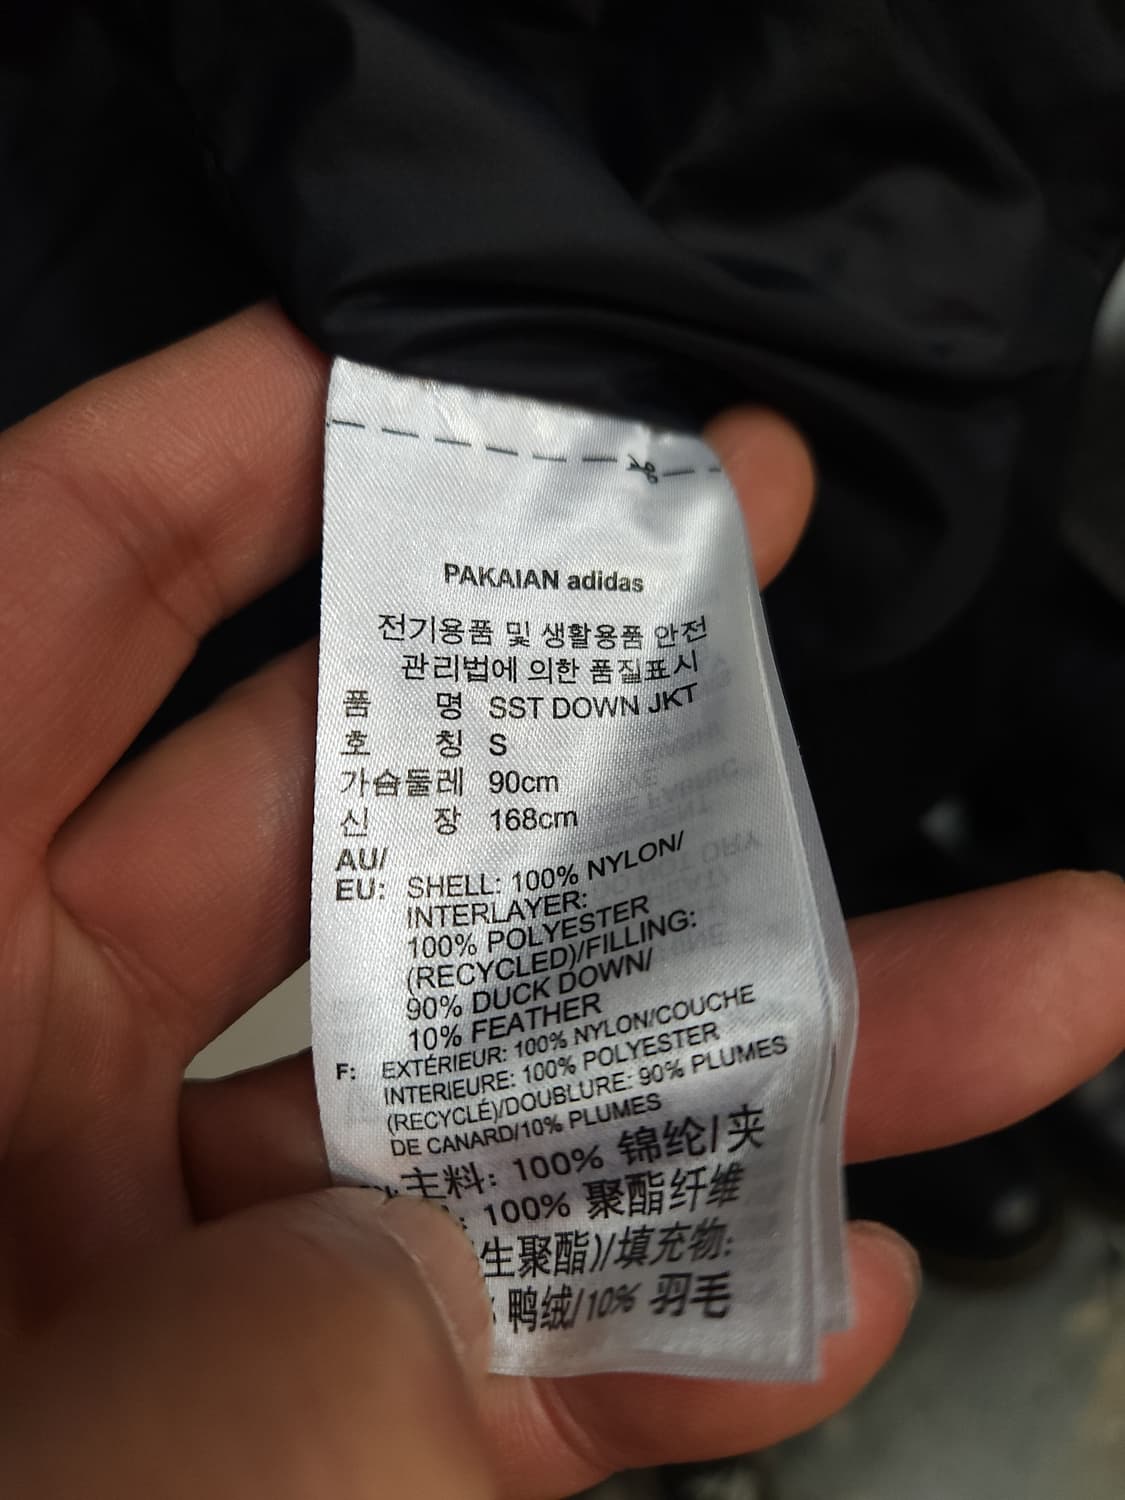 PAKAIAN adidas
전기용품 및 생활용품 안전
관리법에 의한 품질표시
품 명 SST DOWN JKT
호 칭 S
가슴둘레 90cm
신 장 168cm
AU/
EU: SHELL: 100% NYLON/
INTERLAYER:
100% POLYESTER
(RECYCLED)/FILLING:
90% DUCK DOWN/
10% FEATHER
F: EXTÉRIEUR: 100% NYLON/COUCHE
INTERIEURE: 100% POLYESTER
(RECYCLÉ)/DOUBLURE: 90% PLUMES
DE CANARD/10% PLUMES
主料: 100% 锦纶/夹
: 100% 聚酯纤维
生聚酯)/填充物:
鸭绒/10% 羽毛